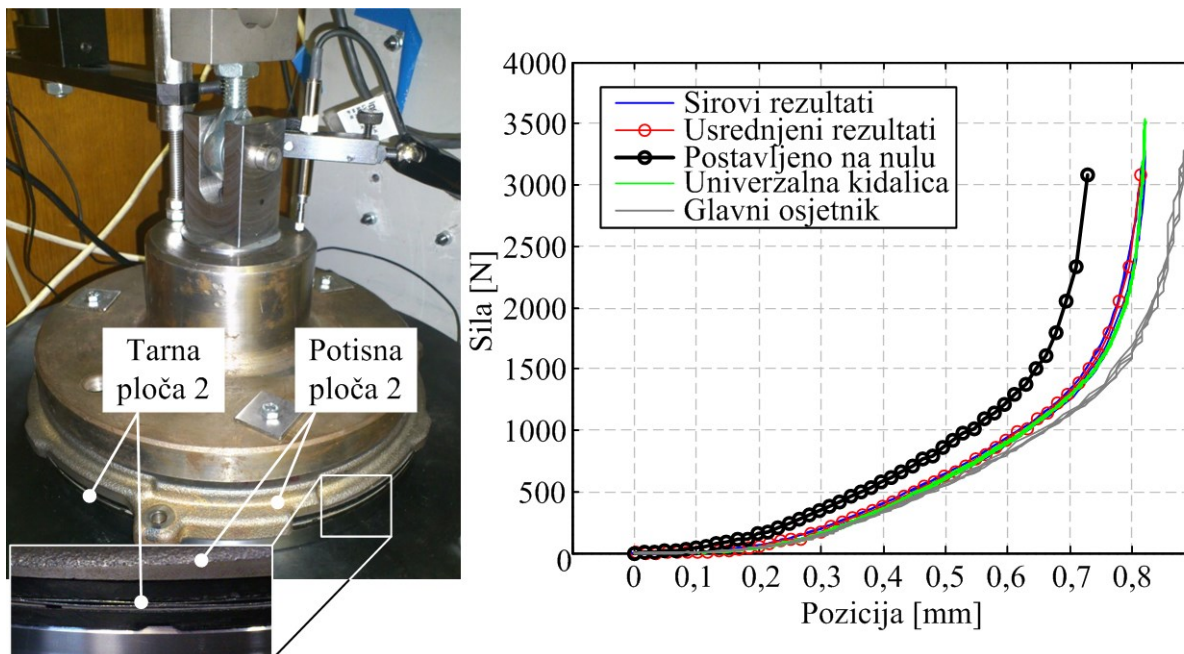 Tarna
ploča 2
Potisna
ploča 2
Sila [N]
4000
3500
3000
2500
2000
1500
1000
500
0
Sirovi rezultati
Usrednjeni rezultati
Postavljeno na nulu
Univerzalna kidalica
Glavni osjetnik
0 0,1 0,2 0,3 0,4 0,5 0,6 0,7 0,8
Pozicija [mm]